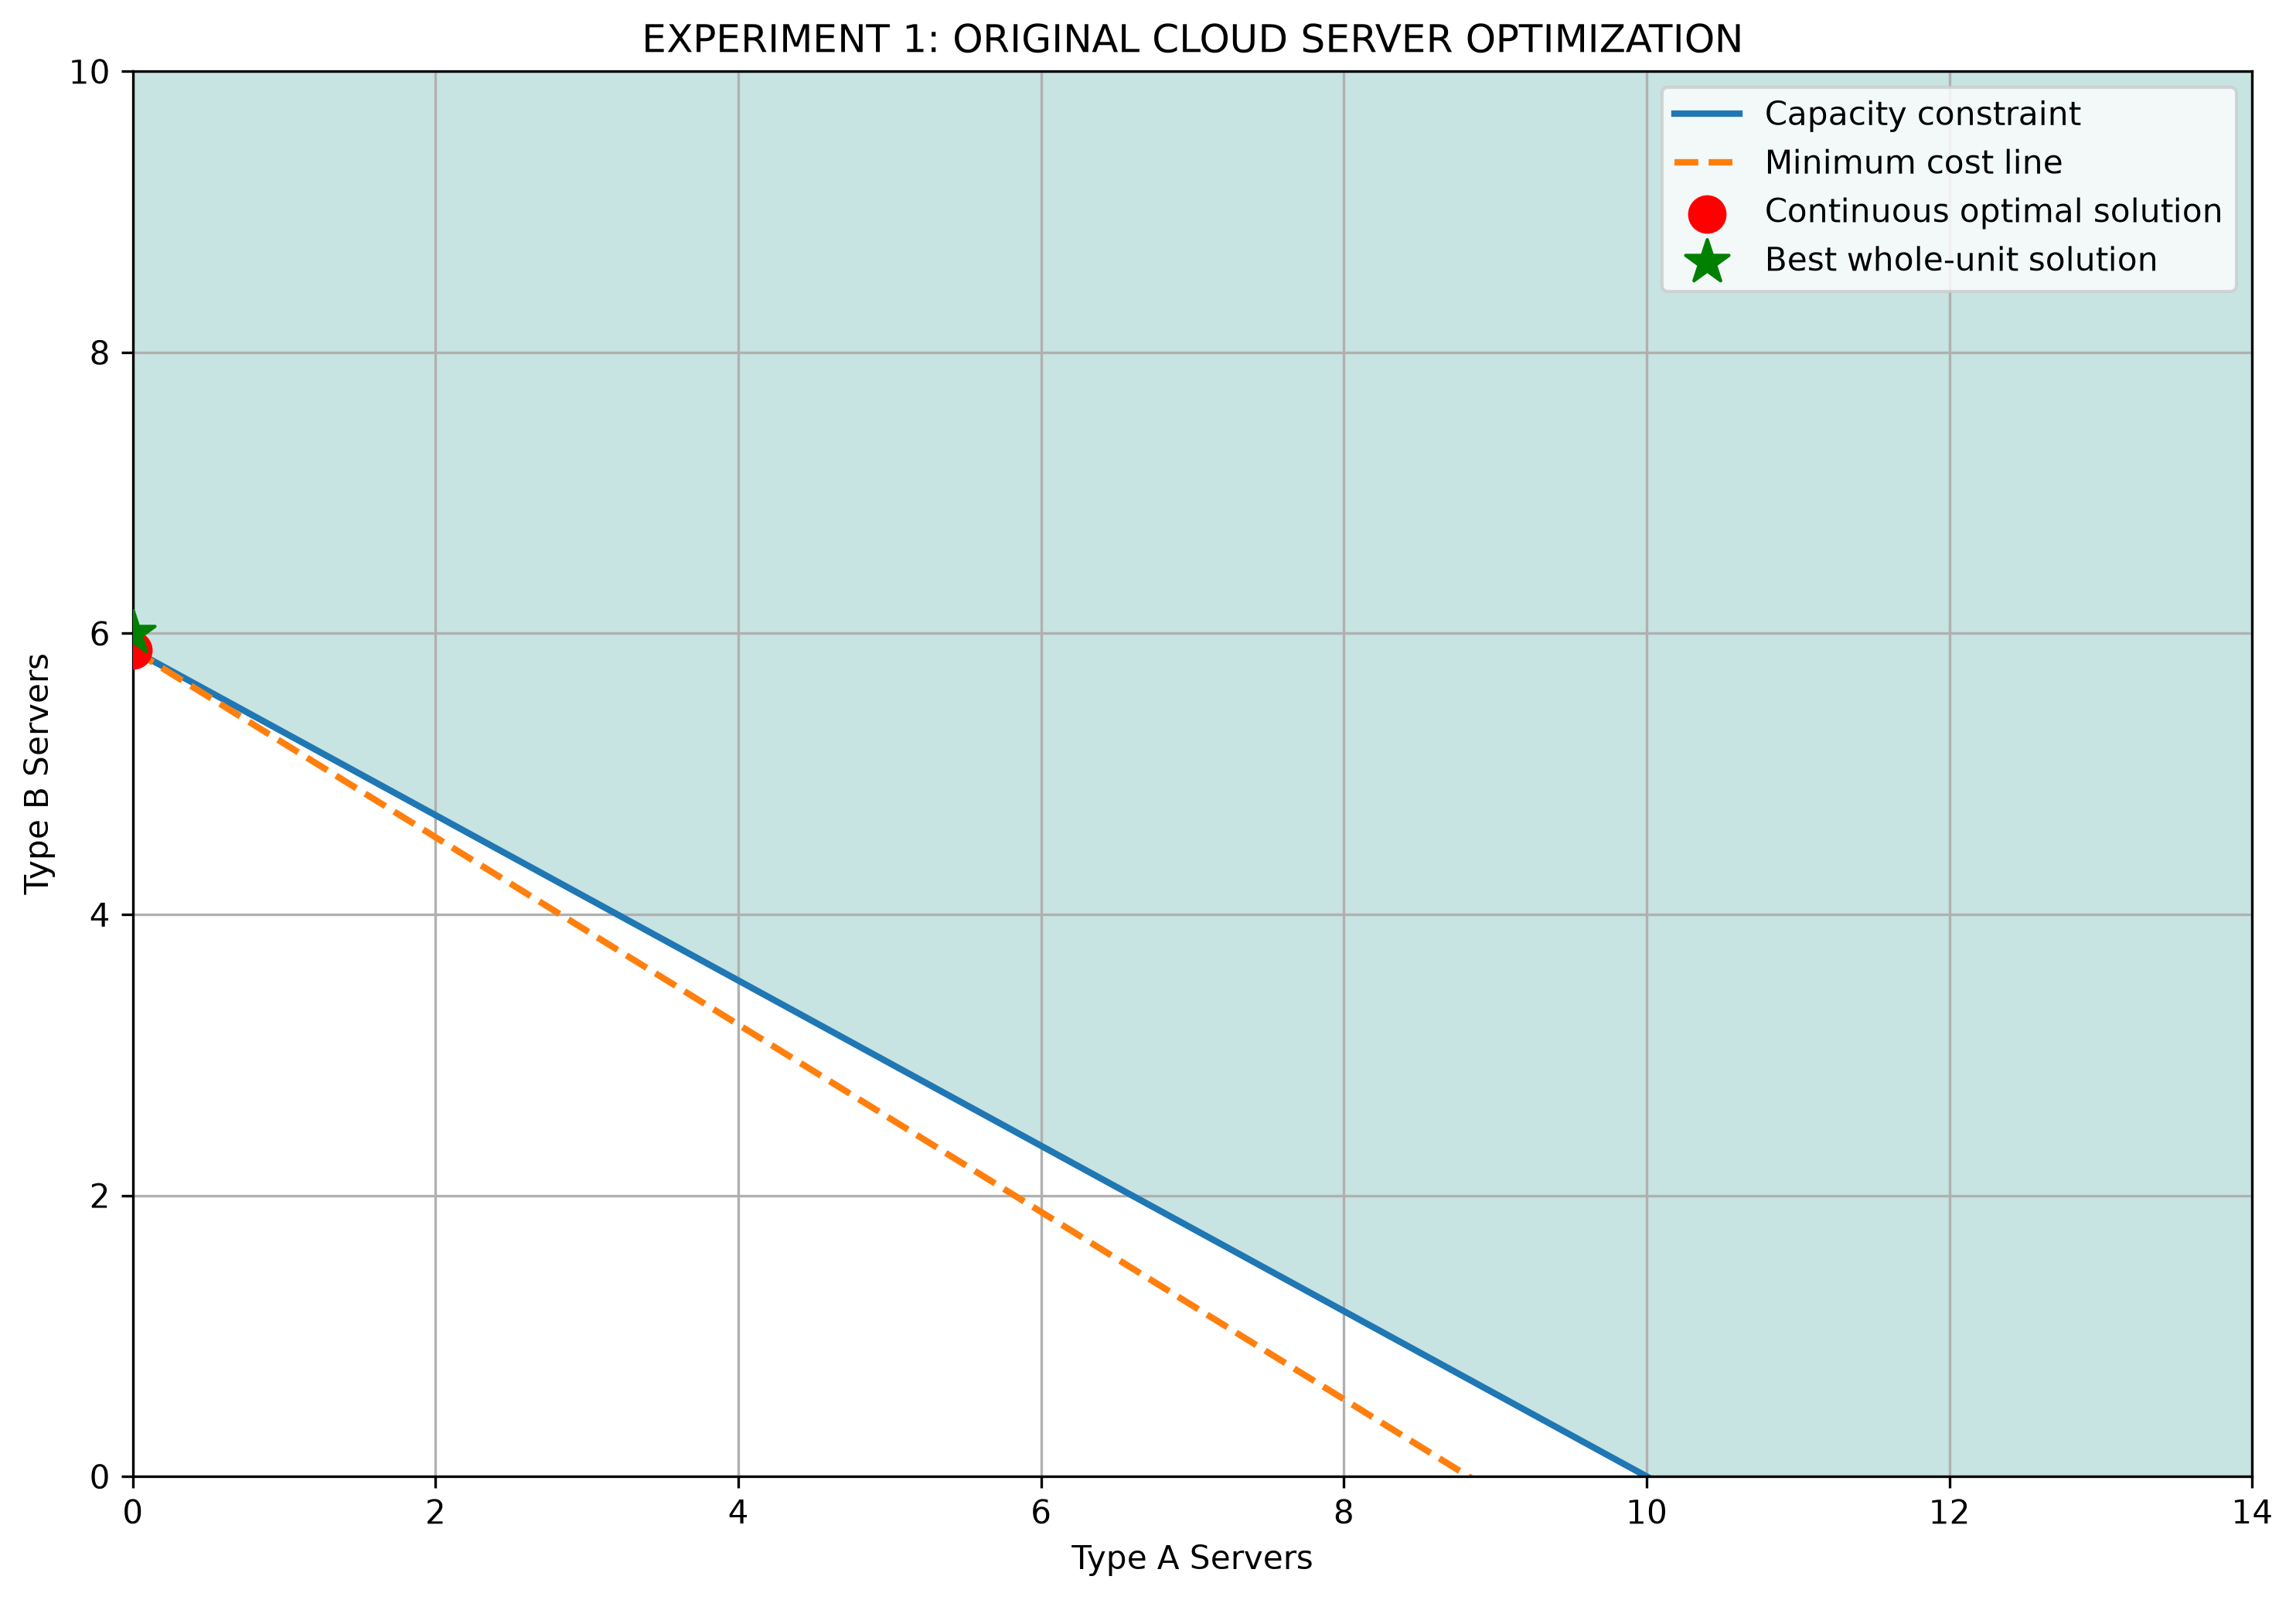 EXPERIMENT 1: ORIGINAL CLOUD SERVER OPTIMIZATION
Capacity constraint
Minimum cost line
Continuous optimal solution
Best whole-unit solution
10
8
6
4
2
0
Type B Servers
0 2 4 6 8 10 12 14
Type A Servers